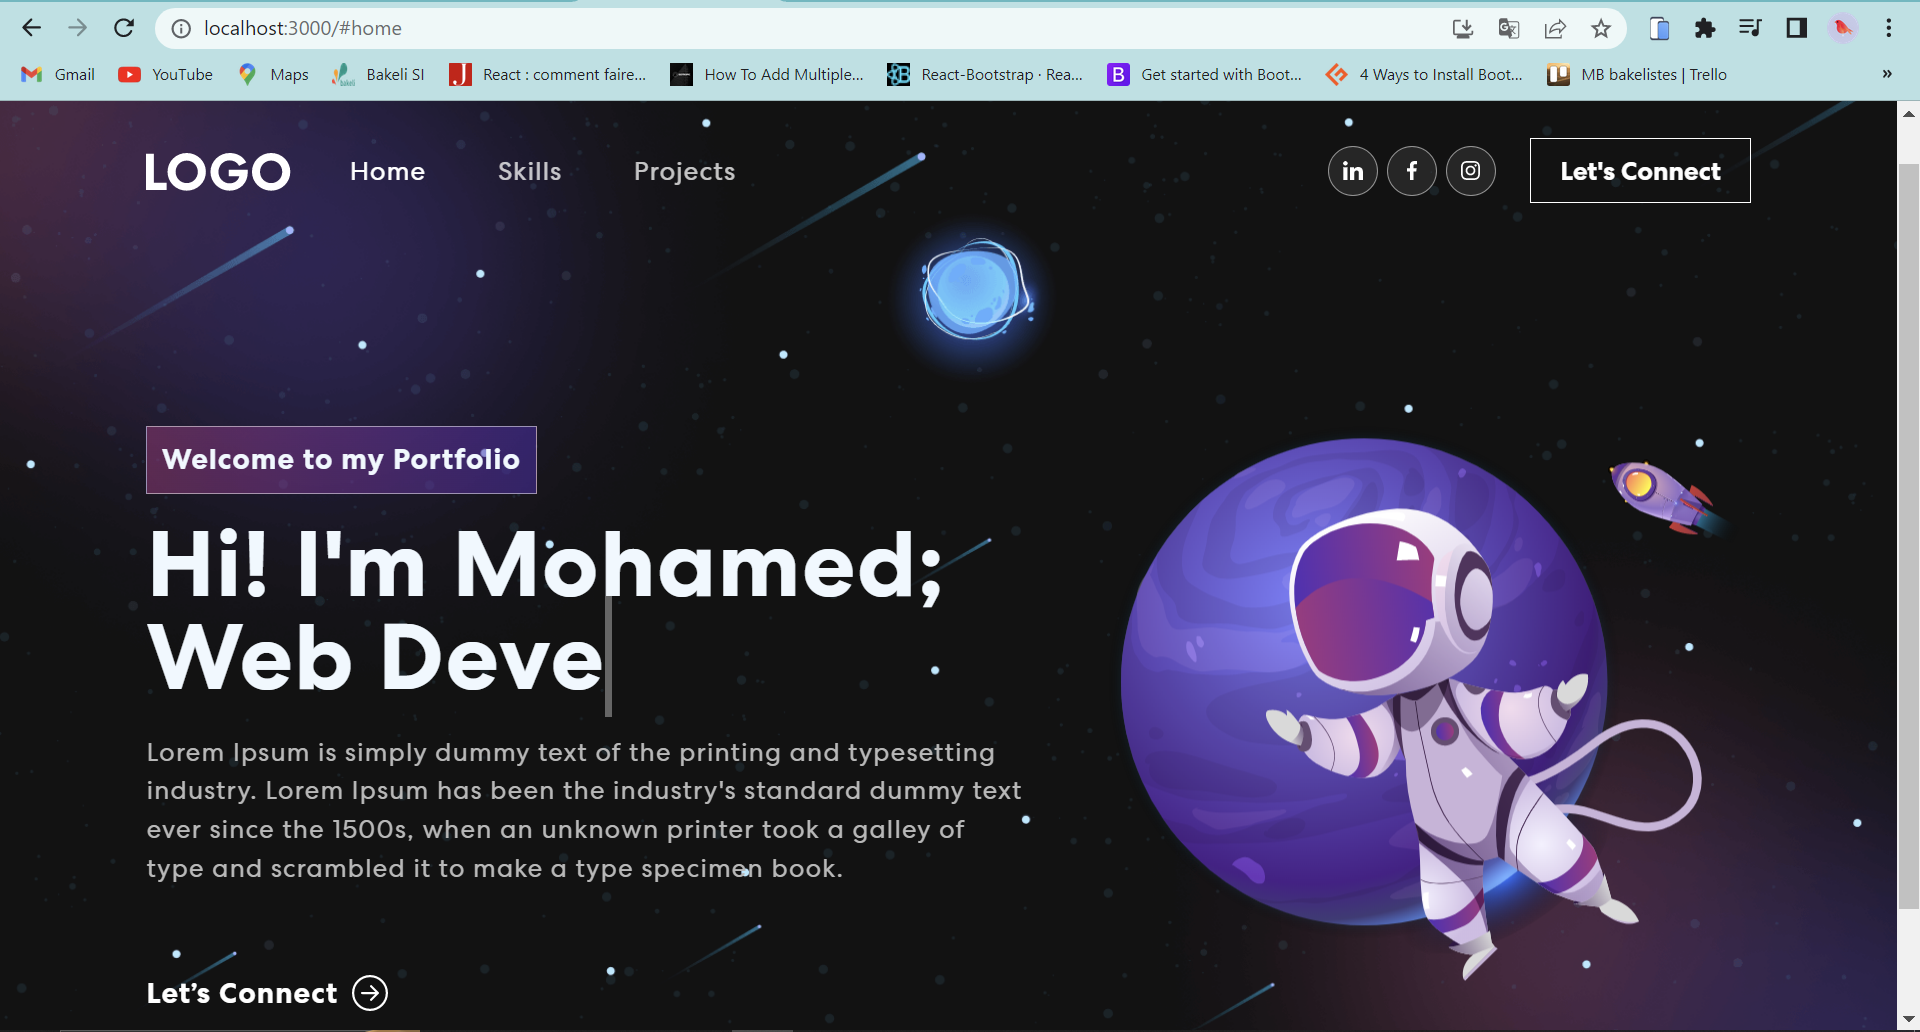 localhost:3000/#home
Gmail YouTube Maps Bakeli SI React : comment faire... How To Add Multiple... React-Bootstrap · Rea... Get started with Boot... 4 Ways to Install Boot... MB bakelistes | Trello »
LOGO Home Skills Projects in f Let's Connect
Welcome to my Portfolio
Hi! I'm Mohamed;
Web Deve
Lorem Ipsum is simply dummy text of the printing and typesetting
industry. Lorem Ipsum has been the industry's standard dummy text
ever since the 1500s, when an unknown printer took a galley of
type and scrambled it to make a type specimen book.
Let’s Connect